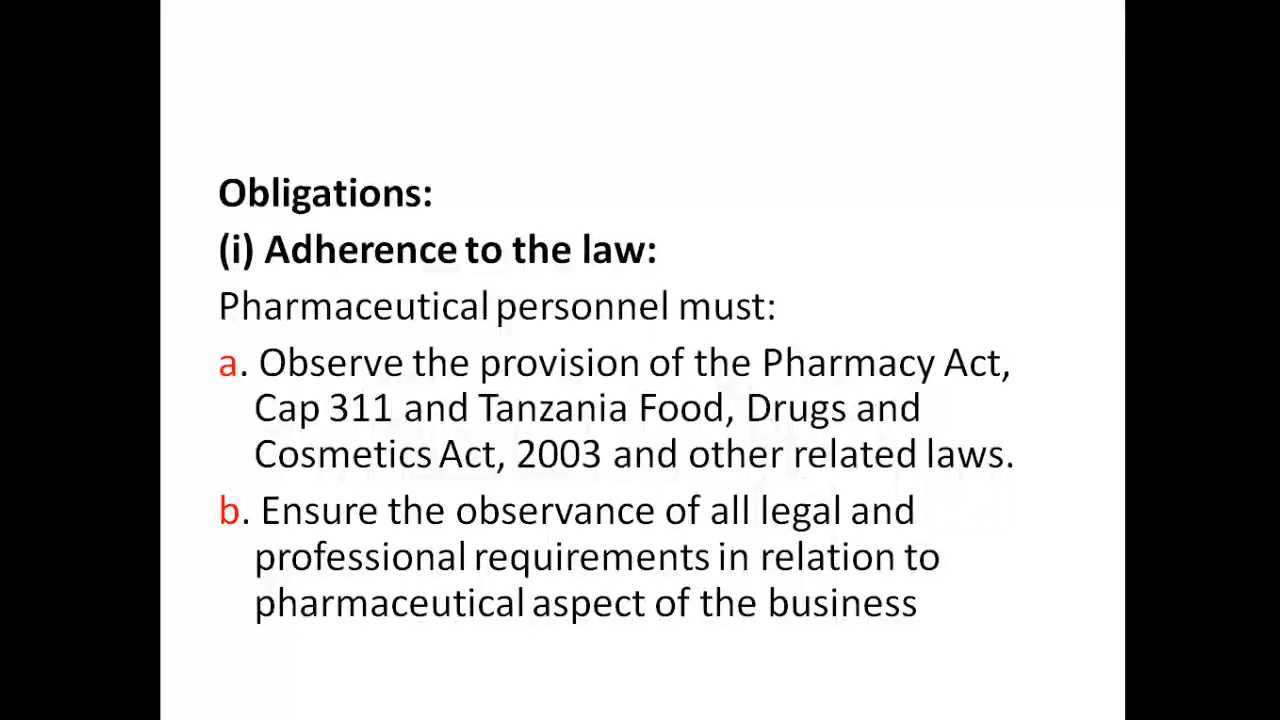 Obligations:
(i) Adherence to the law:
Pharmaceutical personnel must:
a. Observe the provision of the Pharmacy Act,
Cap 311 and Tanzania Food, Drugs and
Cosmetics Act, 2003 and other related laws.
b. Ensure the observance of all legal and
professional requirements in relation to
pharmaceutical aspect of the business